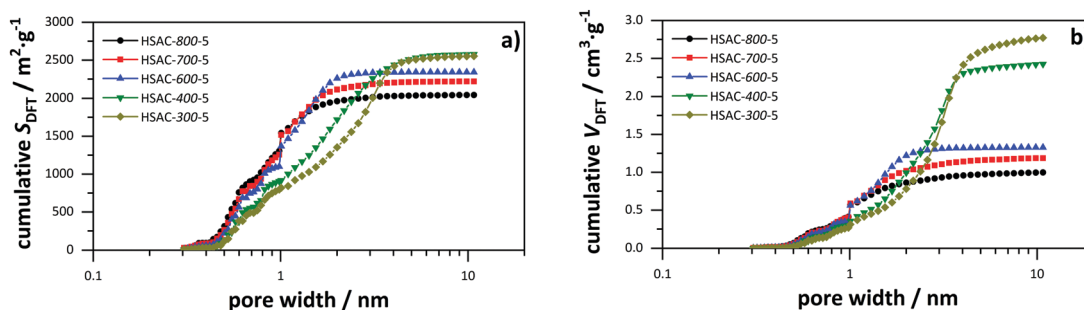 a)
cumulative S_DFT / m²·g⁻¹
3000
2500
2000
1500
1000
500
0
HSAC-800-5
HSAC-700-5
HSAC-600-5
HSAC-400-5
HSAC-300-5
0.1
1
10
pore width / nm
b)
cumulative V_DFT / cm³·g⁻¹
3.0
2.5
2.0
1.5
1.0
0.5
0.0
HSAC-800-5
HSAC-700-5
HSAC-600-5
HSAC-400-5
HSAC-300-5
0.1
1
10
pore width / nm